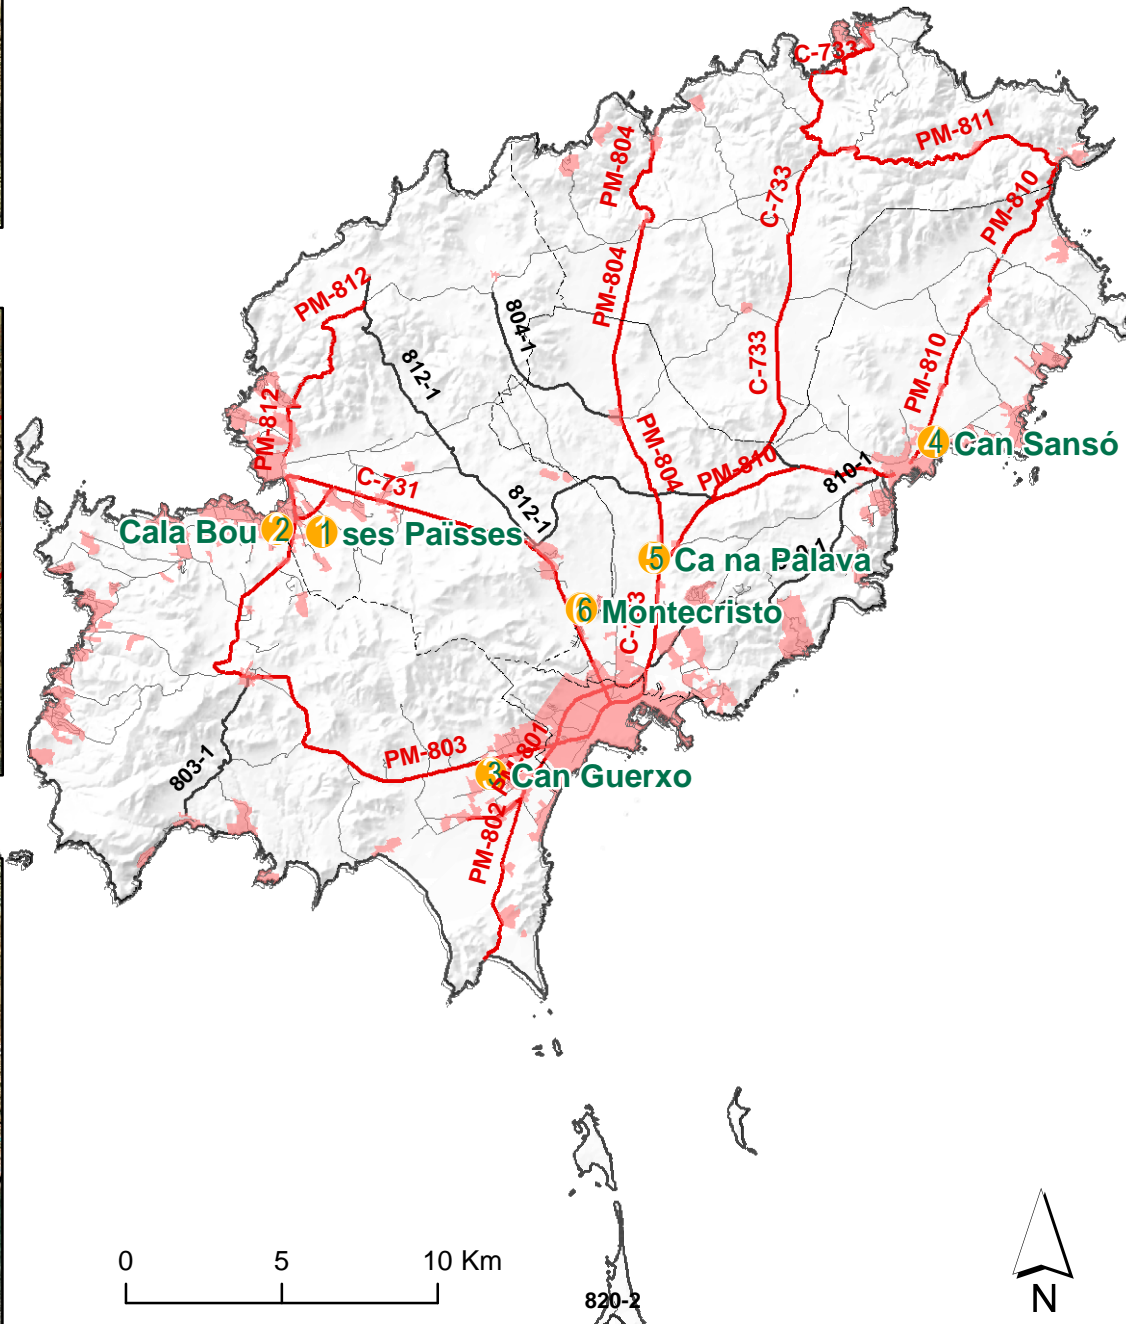 C-733
PM-811
PM-804
PM-810
C-733
PM-804
PM-812
804-1
C-733
812-1
PM-810
PM-812
4 Can Sansó
PM-804
PM-810
810-1
C-731
812-1
Cala Bou 2
1 ses Païsses
5 Ca na Palava
6 Montecristo
PM-803
PM-801
803-1
3 Can Guerxo
PM-802
0 5 10 Km
N
820-2